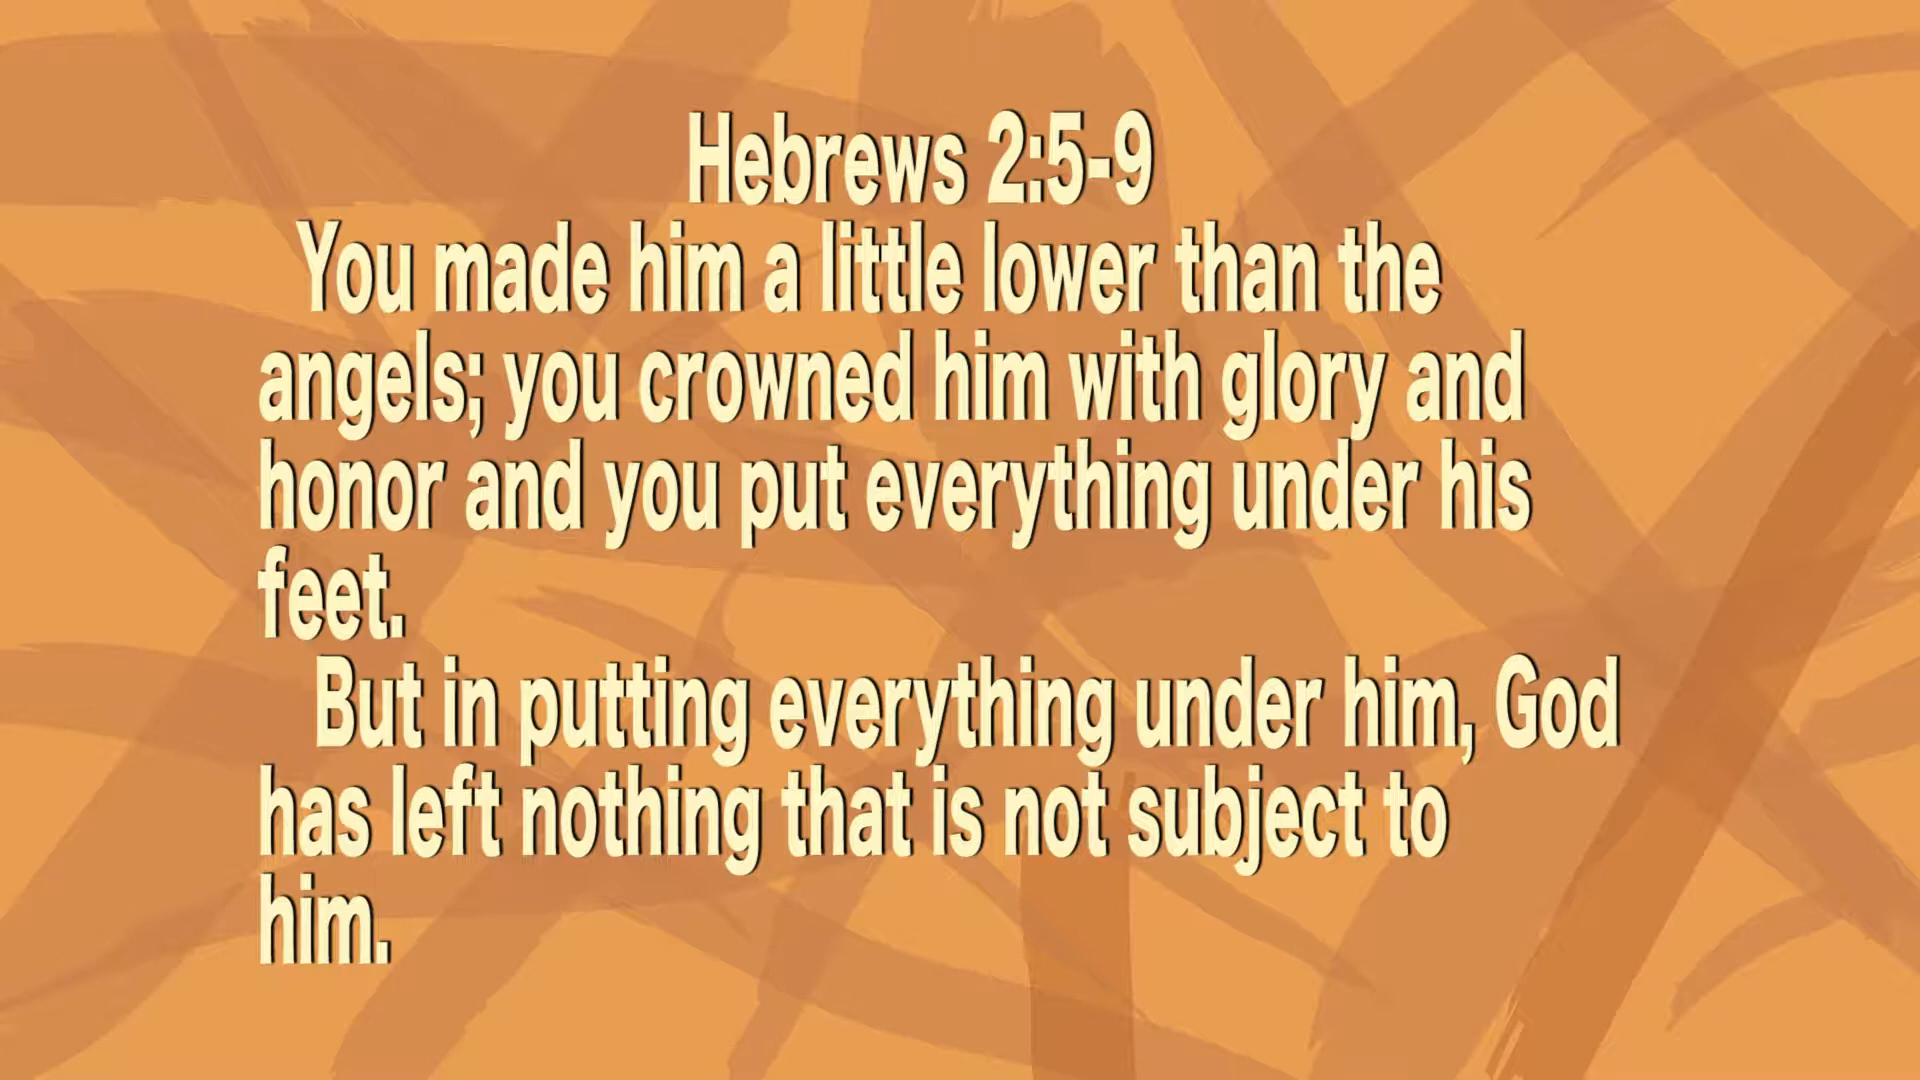 Hebrews 2:5-9
You made him a little lower than the
angels; you crowned him with glory and
honor and you put everything under his
feet.
But in putting everything under him, God
has left nothing that is not subject to
him.